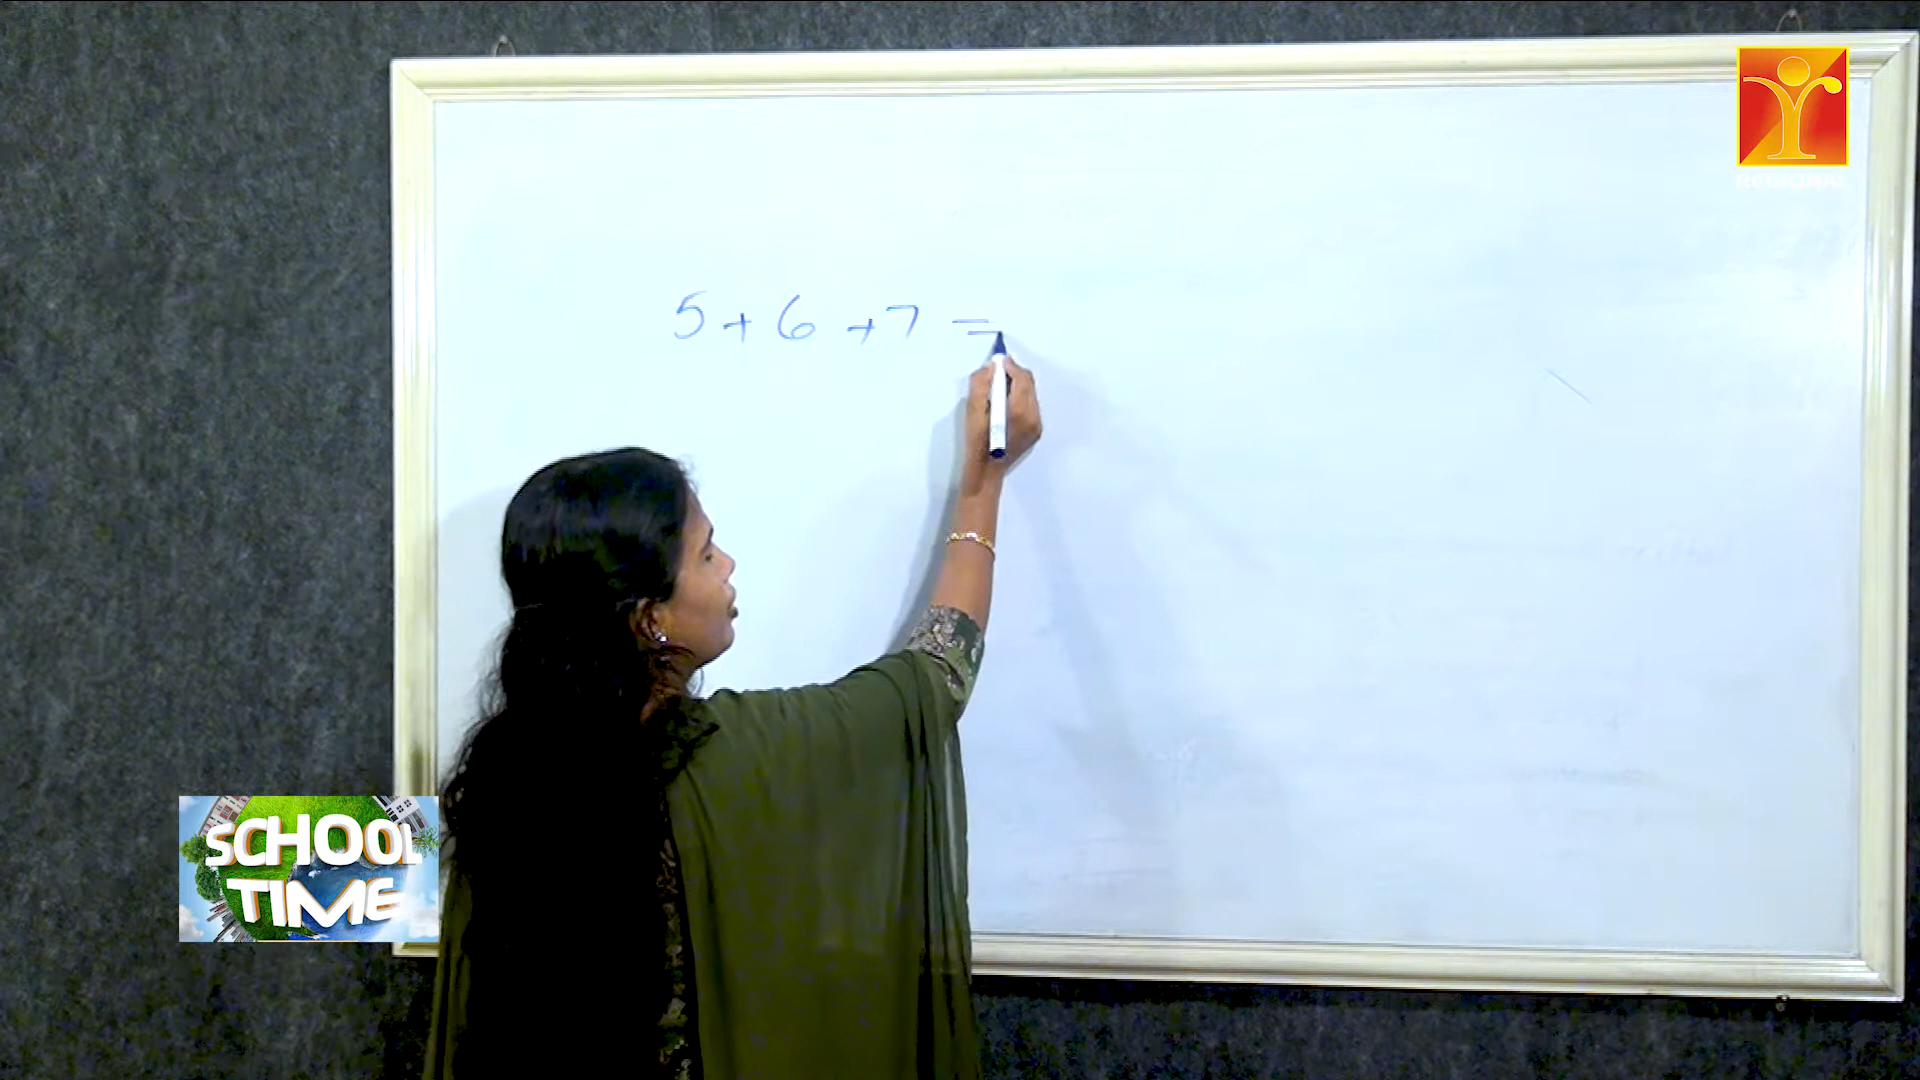 5 + 6 + 7 =
SCHOOL
TIME